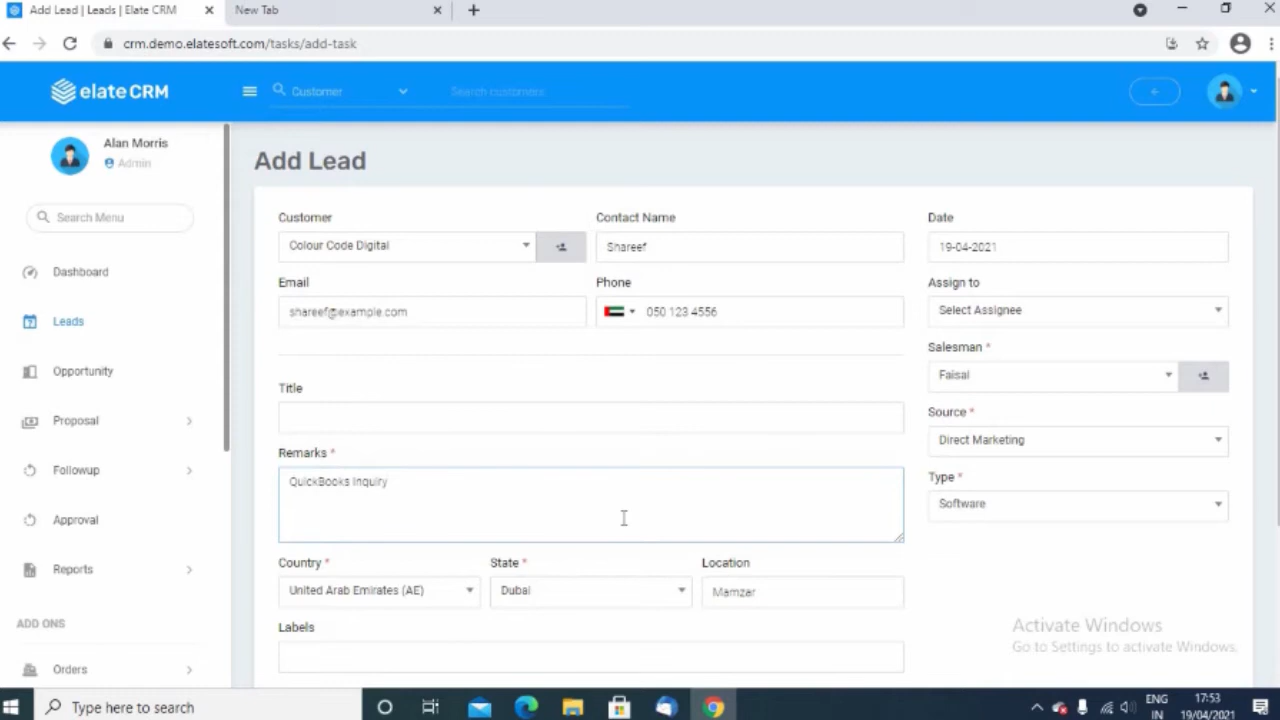 Add Lead | Leads | Elate CRM
New Tab
crm.demo.elatesoft.com/tasks/add-task
elate CRM
Customer
Search customers
Alan Morris
Admin
Search Menu
Dashboard
Leads
Opportunity
Proposal
Followup
Approval
Reports
ADD ONS
Orders
Add Lead
Customer
Colour Code Digital
Contact Name
Shareef
Date
19-04-2021
Email
shareef@example.com
Phone
050 123 4556
Assign to
Select Assignee
Salesman *
Faisal
Title
Source *
Direct Marketing
Remarks *
QuickBooks Inquiry
Type *
Software
Country *
United Arab Emirates (AE)
State *
Dubai
Location
Mamzar
Labels
Activate Windows
Go to Settings to activate Windows.
Type here to search
ENG
IN
17:53
19/04/2021